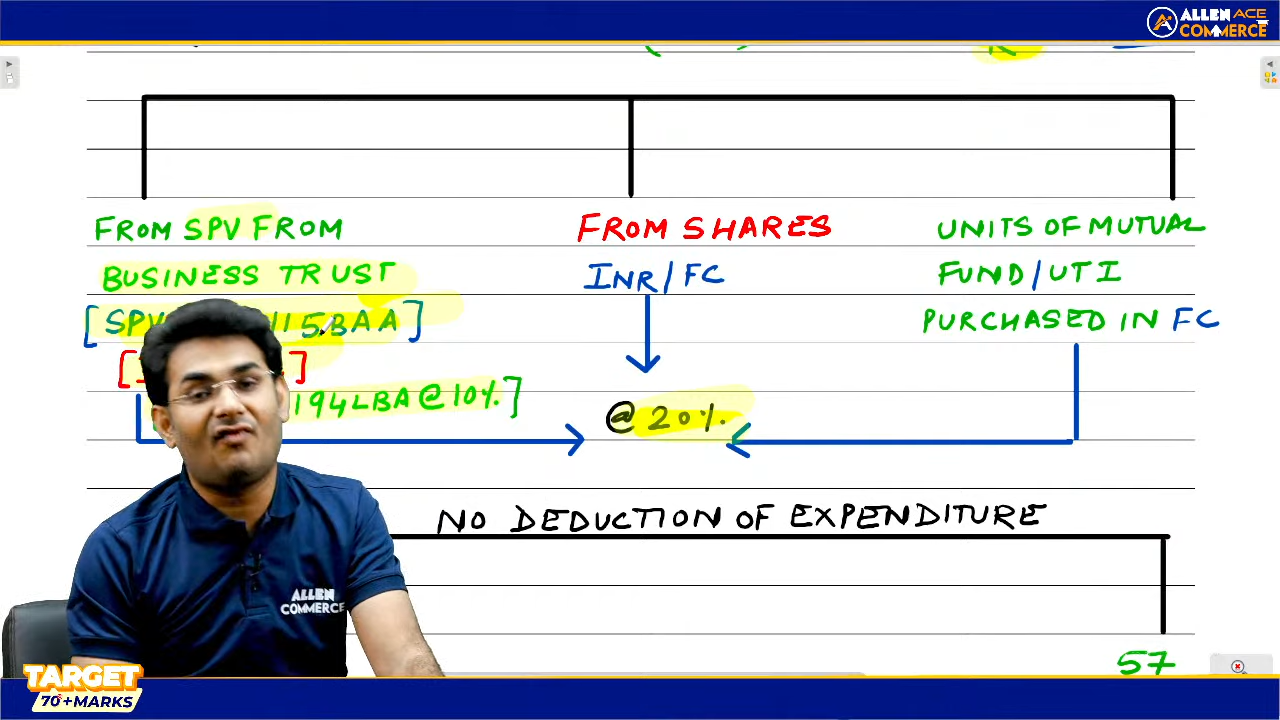 ALLEN ACE
COMMERCE
FROM SPV FROM
BUSINESS TRUST
[SPV 115BAA]
194LBA @ 10%.]
FROM SHARES
INR/FC
@ 20%.
UNITS OF MUTUAL
FUND/UTI
PURCHASED IN FC
NO DEDUCTION OF EXPENDITURE
57
ALLEN
COMMERCE
TARGET
70+MARKS